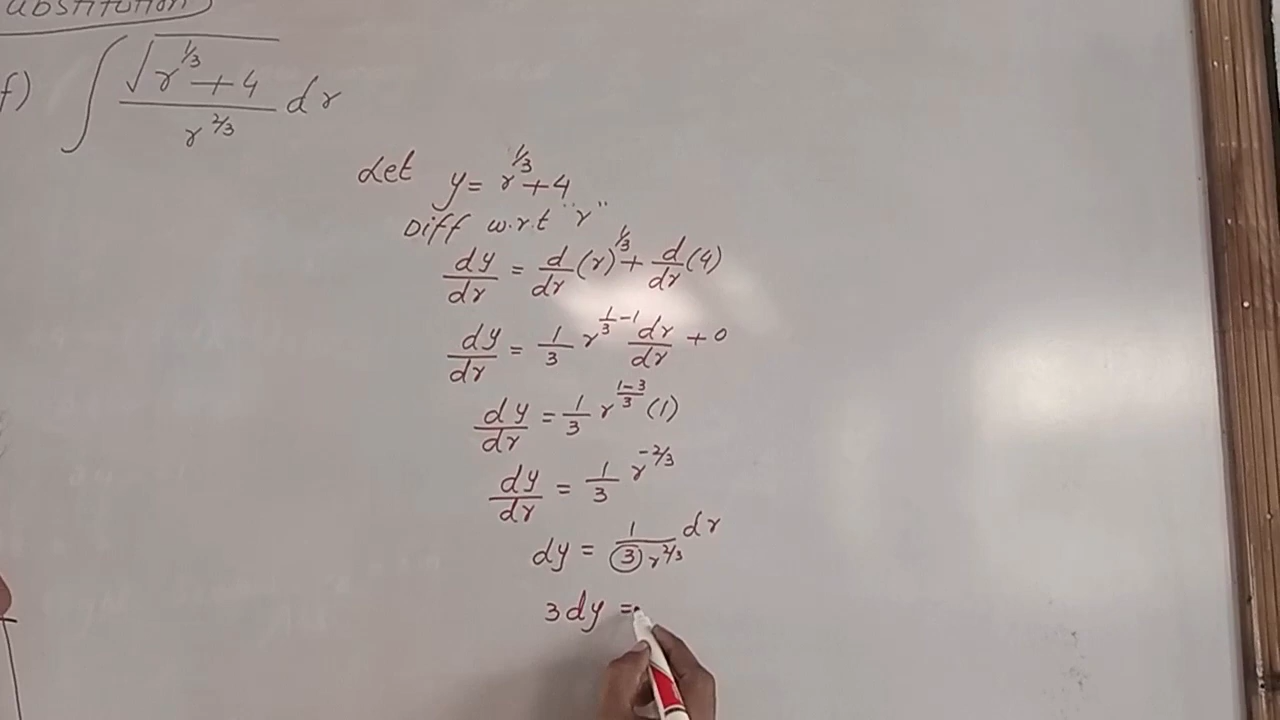 f) ∫ √(r^1/3 + 4) / r^2/3 dr
Let y = r^1/3 + 4
Diff w.r.t "r"
dy/dr = d/dr (r)^1/3 + d/dr (4)
dy/dr = 1/3 r^(1/3 - 1) dr/dr + 0
dy/dr = 1/3 r^((1-3)/3) (1)
dy/dr = 1/3 r^-2/3
dy = 1/(3 r^2/3) dr
3dy =